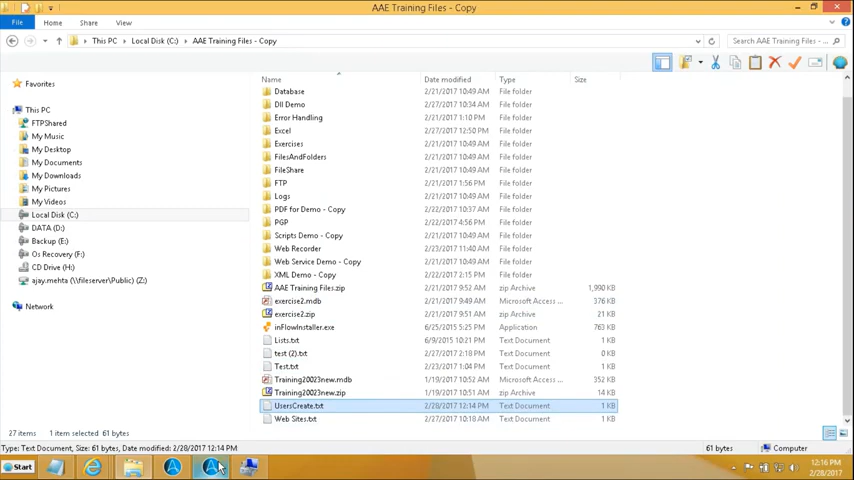 AAE Training Files - Copy
File Home Share View
This PC Local Disk (C:) AAE Training Files - Copy Search AAE Training Files - ...
Name Date modified Type Size
Favorites
This PC
FTPShared
My Music
My Desktop
My Documents
My Downloads
My Pictures
My Videos
Local Disk (C:)
DATA (D:)
Backup (E:)
Os Recovery (F:)
CD Drive (H:)
ajay.mehta (\\fileserver\Public) (Z:)
Network
Database 2/21/2017 10:49 AM File folder
Dll Demo 2/27/2017 10:34 AM File folder
Error Handling 2/21/2017 1:10 PM File folder
Excel 2/27/2017 12:50 PM File folder
Exercises 2/21/2017 10:49 AM File folder
FilesAndFolders 2/21/2017 10:49 AM File folder
FileShare 2/21/2017 10:49 AM File folder
FTP 2/21/2017 1:56 PM File folder
Logs 2/21/2017 10:49 AM File folder
PDF for Demo - Copy 2/22/2017 10:37 AM File folder
PGP 2/22/2017 4:56 PM File folder
Scripts Demo - Copy 2/21/2017 10:49 AM File folder
Web Recorder 2/23/2017 11:40 AM File folder
Web Service Demo - Copy 2/21/2017 10:49 AM File folder
XML Demo - Copy 2/22/2017 2:15 PM File folder
AAE Training Files.zip 2/21/2017 9:52 AM zip Archive 1,990 KB
exercise2.mdb 2/21/2017 9:49 AM Microsoft Access ... 376 KB
exercise2.zip 2/21/2017 9:51 AM zip Archive 21 KB
inFlowInstaller.exe 6/25/2015 5:25 PM Application 763 KB
Lists.txt 6/9/2015 10:21 PM Text Document 1 KB
test (2).txt 2/27/2017 2:18 PM Text Document 0 KB
Test.txt 2/23/2017 1:04 PM Text Document 1 KB
Training20023new.mdb 1/19/2017 10:52 AM Microsoft Access ... 352 KB
Training20023new.zip 1/19/2017 10:51 AM zip Archive 14 KB
UsersCreate.txt 2/28/2017 12:14 PM Text Document 1 KB
Web Sites.txt 2/27/2017 10:18 AM Text Document 1 KB
27 items 1 item selected 61 bytes
Type: Text Document, Size: 61 bytes, Date modified: 2/28/2017 12:14 PM 61 bytes Computer
Start 12:16 PM
2/28/2017